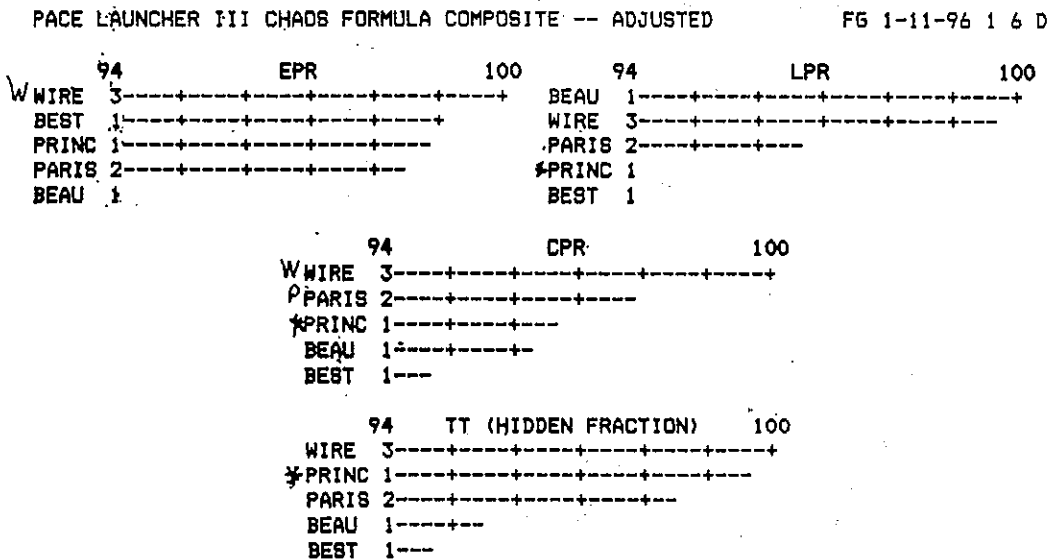 PACE LAUNCHER III CHAOS FORMULA COMPOSITE -- ADJUSTED FG 1-11-96 1 6 D
94 EPR 100 94 LPR 100
W WIRE 3----+----+----+----+----+----+ BEAU 1----+----+----+----+----+----+
BEST 1----+----+----+----+----+ WIRE 3----+----+----+----+----+---
PRINC 1----+----+----+----+---- PARIS 2----+----+---
PARIS 2----+----+----+----+-- *PRINC 1
BEAU 1 BEST 1
94 CPR 100
W WIRE 3----+----+----+----+----+----+
P PARIS 2----+----+----+----
*PRINC 1----+----+---
BEAU 1----+----+-
BEST 1---
94 TT (HIDDEN FRACTION) 100
WIRE 3----+----+----+----+----+----+
*PRINC 1----+----+----+----+----+---
PARIS 2----+----+----+----+--
BEAU 1----+--
BEST 1---